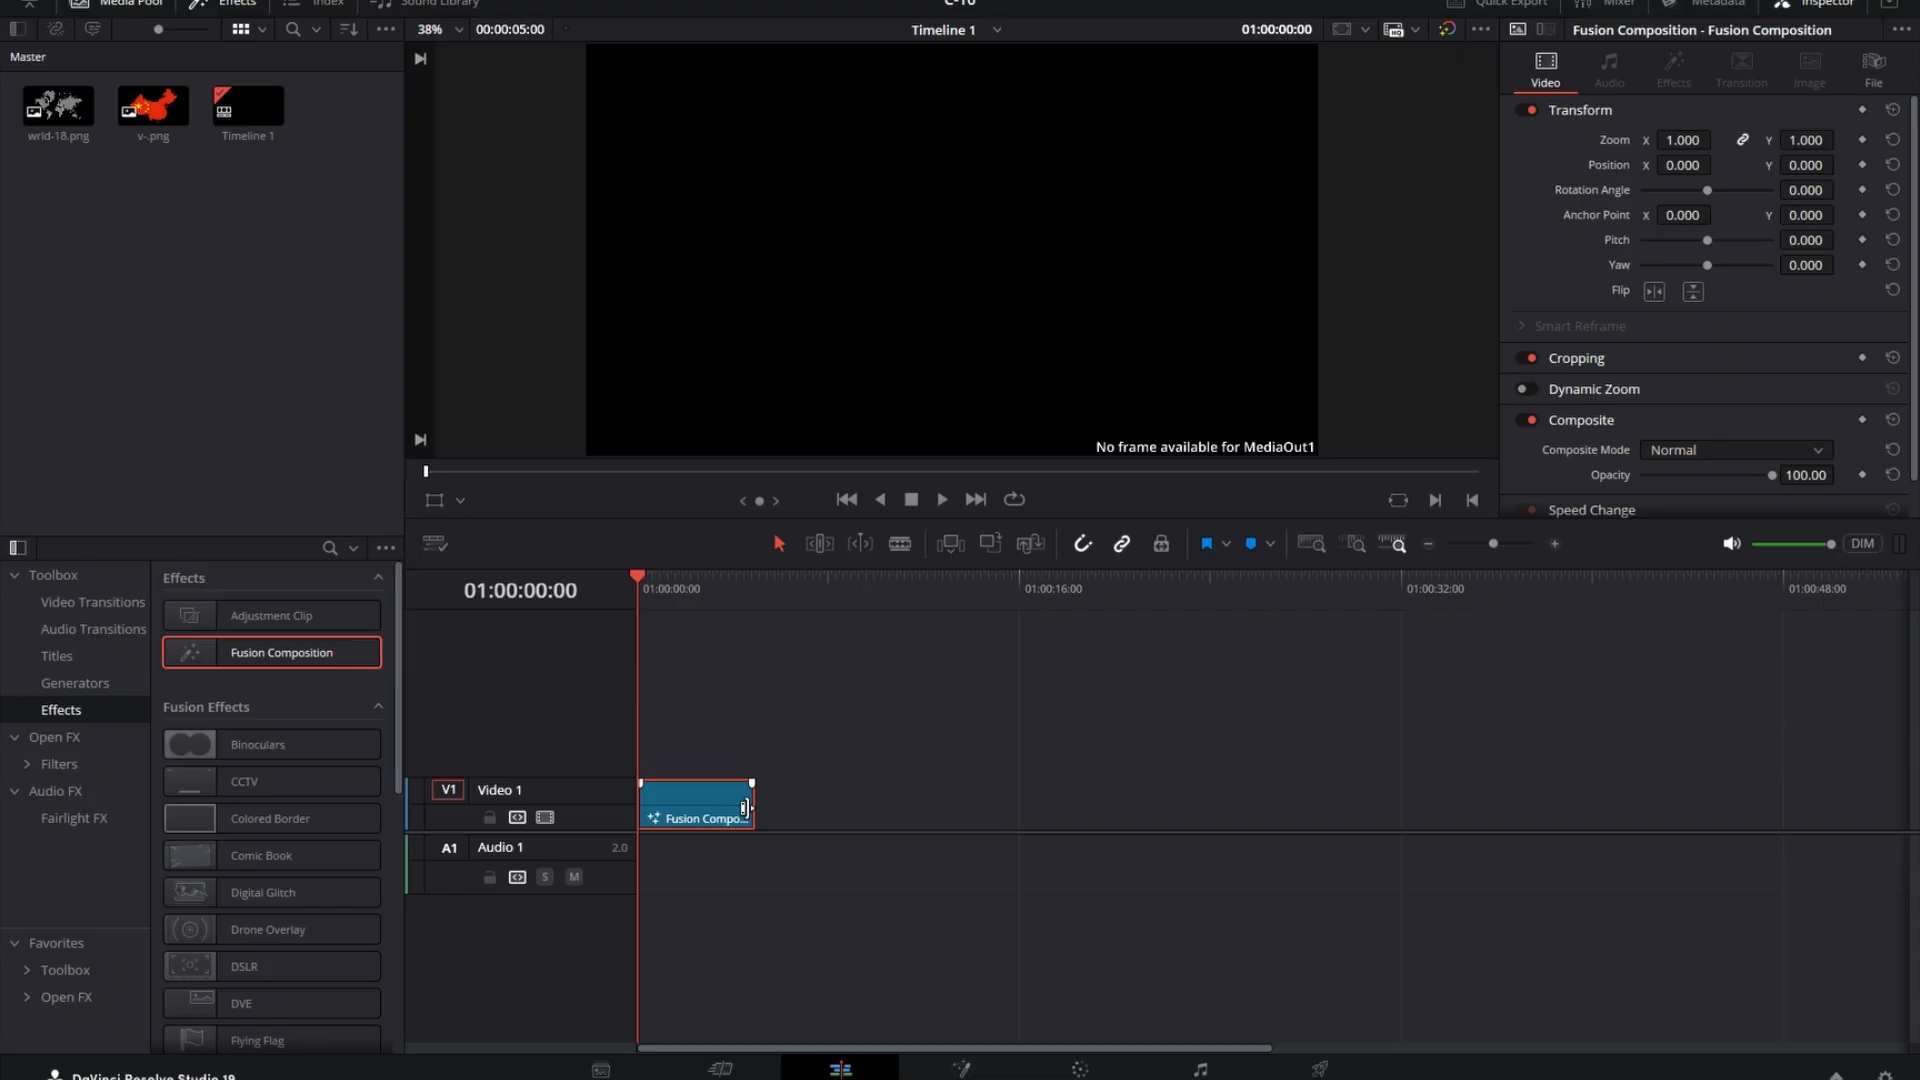 Media Pool Effects Index Sound Library C-10 Quick Export Mixer Metadata Inspector
38% 00:00:05:00 Timeline 1 01:00:00:00 Fusion Composition - Fusion Composition
Master
wrld-18.png v-.png Timeline 1
Video Audio Effects Transition Image File
Transform
Zoom X 1.000 Y 1.000
Position X 0.000 Y 0.000
Rotation Angle 0.000
Anchor Point X 0.000 Y 0.000
Pitch 0.000
Yaw 0.000
Flip
Smart Reframe
Cropping
Dynamic Zoom
Composite
Composite Mode Normal
Opacity 100.00
Speed Change
No frame available for MediaOut1
DIM
Toolbox
Video Transitions
Audio Transitions
Titles
Generators
Effects
Open FX
Filters
Audio FX
Fairlight FX
Favorites
Toolbox
Open FX
Effects
Adjustment Clip
Fusion Composition
Fusion Effects
Binoculars
CCTV
Colored Border
Comic Book
Digital Glitch
Drone Overlay
DSLR
DVE
Flying Flag
01:00:00:00 01:00:00:00 01:00:16:00 01:00:32:00 01:00:48:00
V1 Video 1
Fusion Compo...
A1 Audio 1 2.0
S M
DaVinci Resolve Studio 19